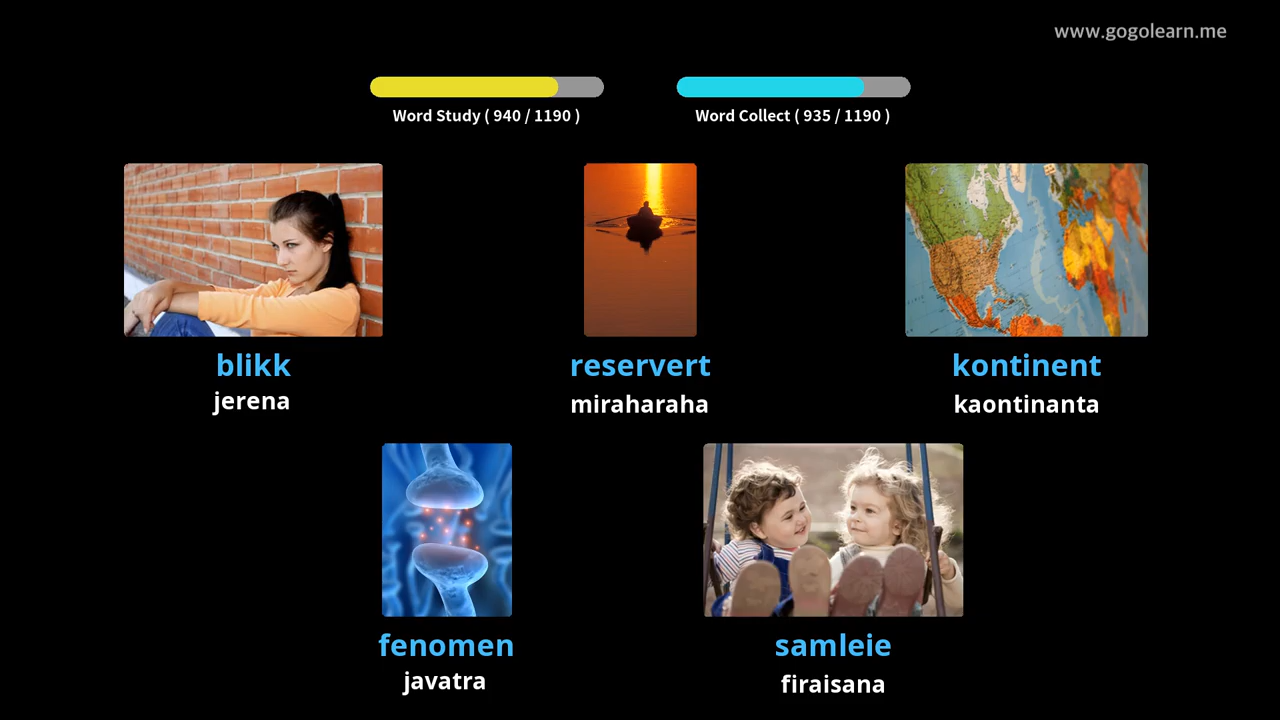 www.gogolearn.me
Word Study ( 940 / 1190 )
Word Collect ( 935 / 1190 )
blikk
jerena
reservert
miraharaha
kontinent
kaontinanta
fenomen
javatra
samleie
firaisana